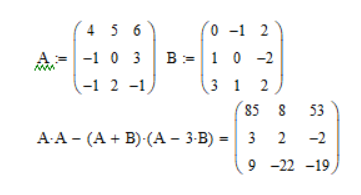 A := ( 4 5 6 ; -1 0 3 ; -1 2 -1 ) B := ( 0 -1 2 ; 1 0 -2 ; 3 1 2 )
A·A − (A + B)·(A − 3·B) = ( 85 8 53 ; 3 2 -2 ; 9 -22 -19 )